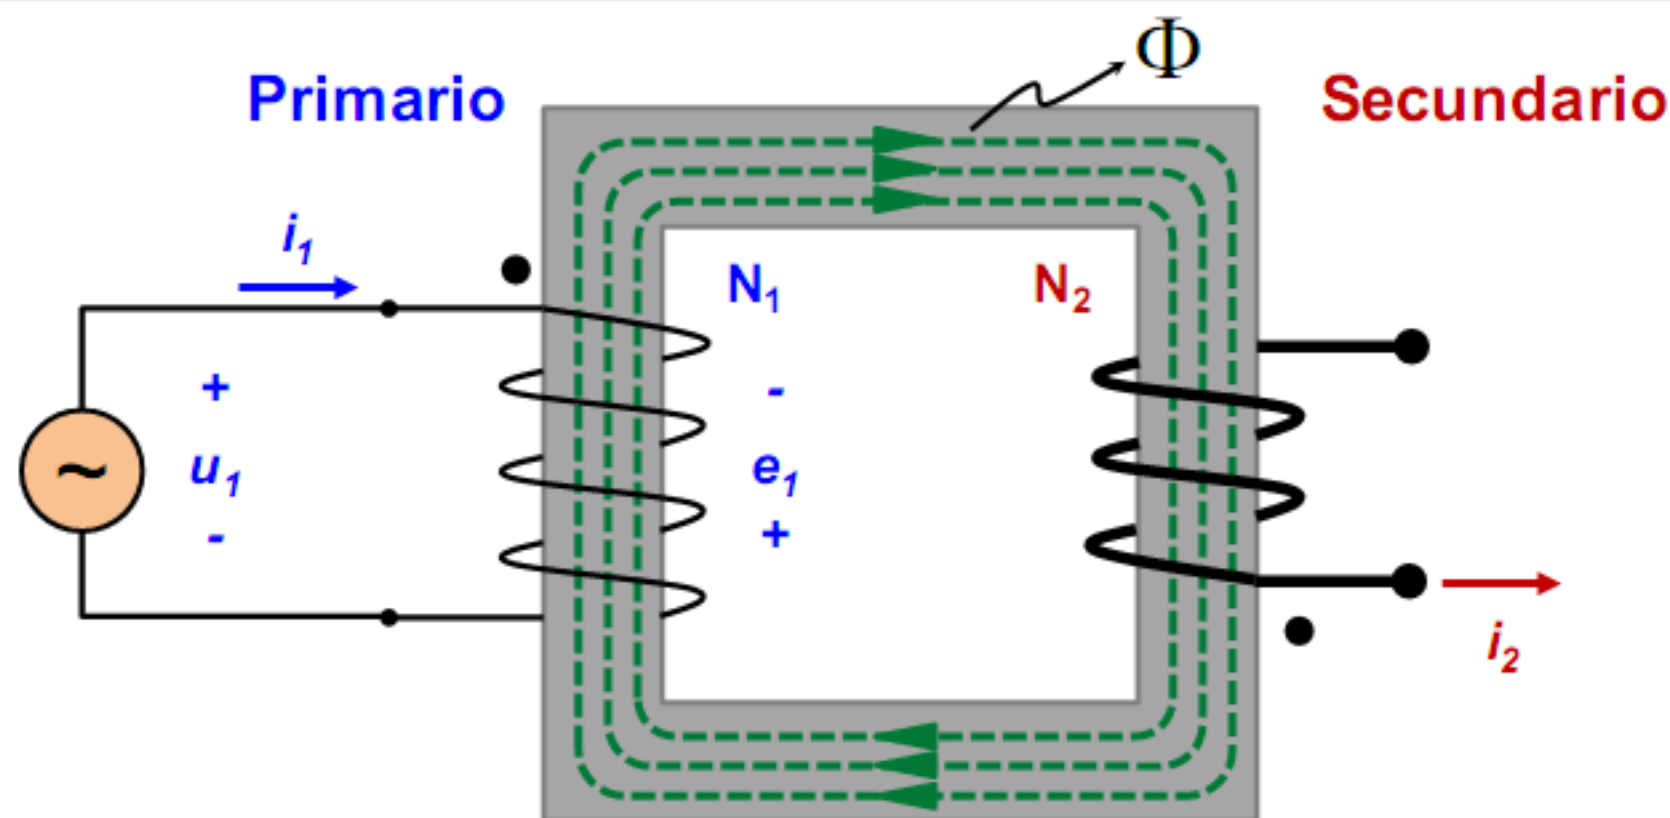 Φ
Primario
Secundario
i1
N1
N2
+
-
u1
e1
~
-
+
i2